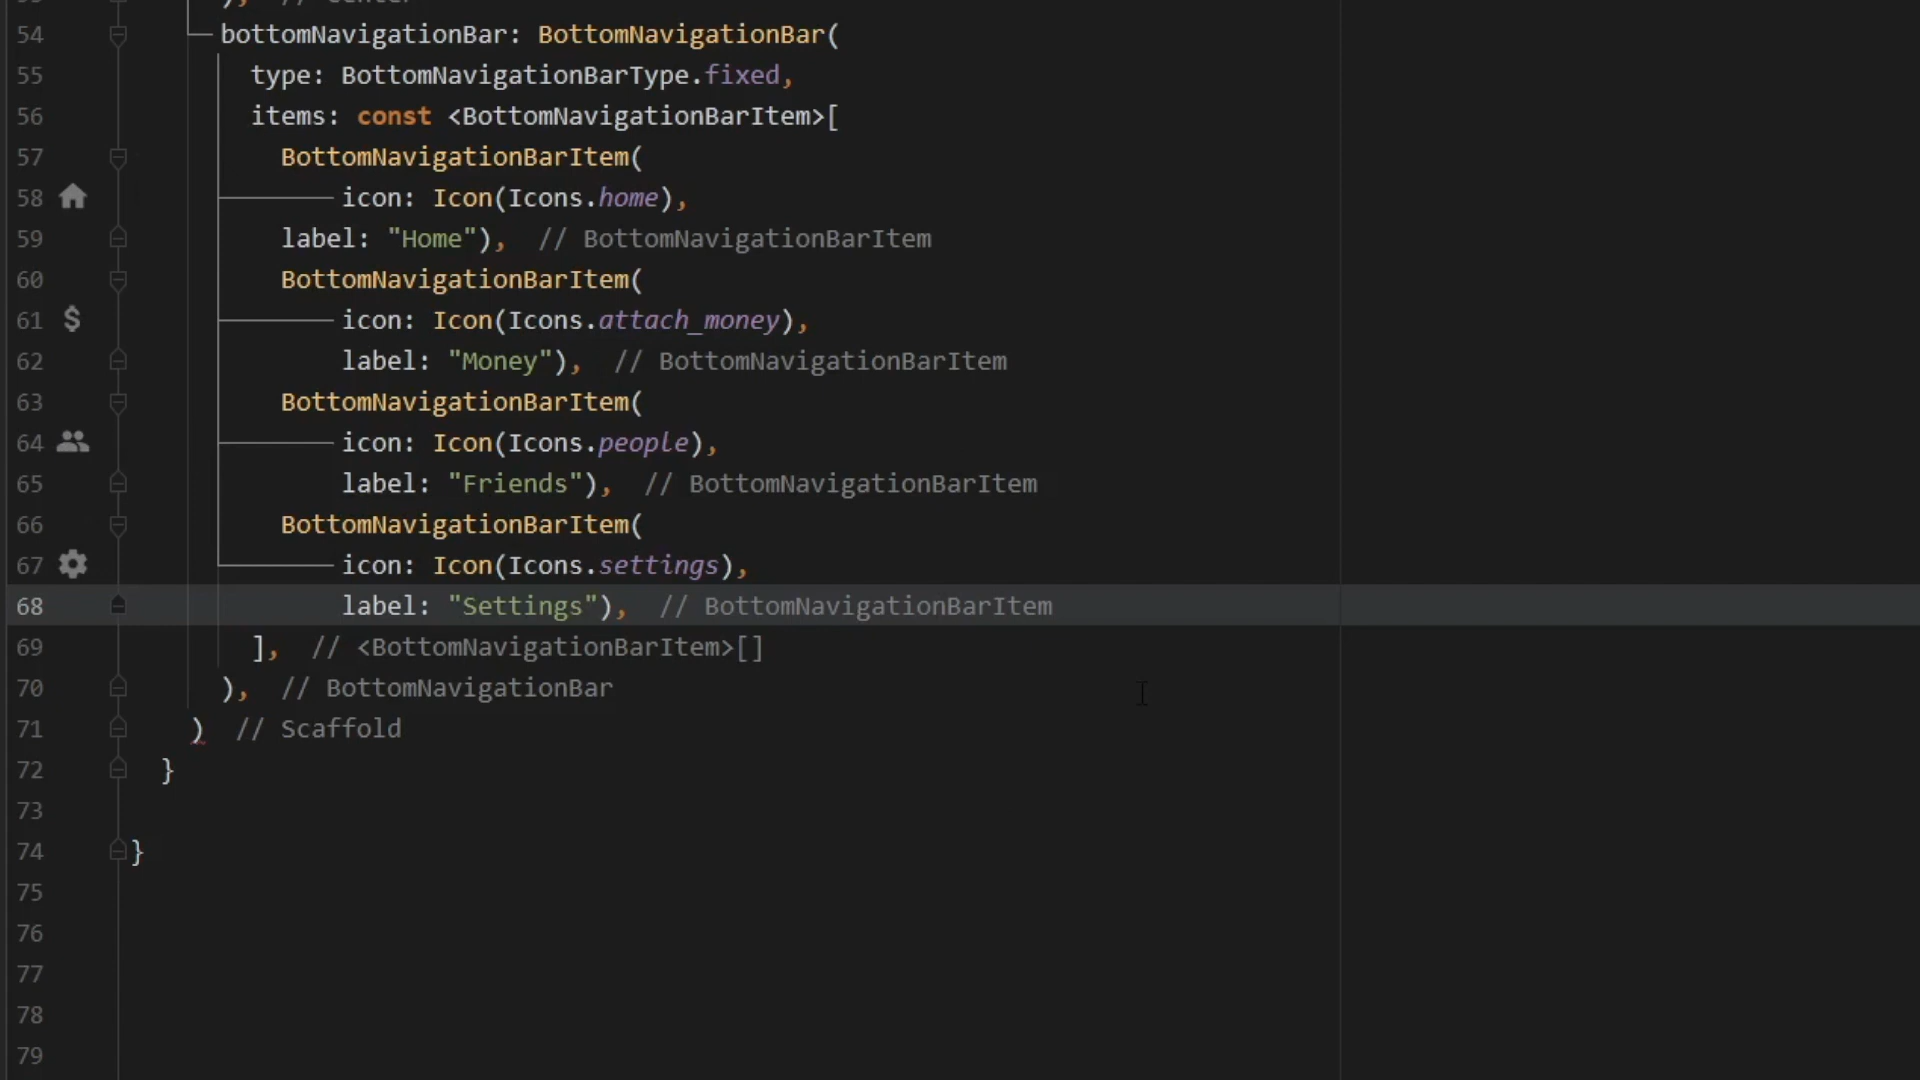 53 ), // Center
54 bottomNavigationBar: BottomNavigationBar(
55 type: BottomNavigationBarType.fixed,
56 items: const <BottomNavigationBarItem>[
57 BottomNavigationBarItem(
58 icon: Icon(Icons.home),
59 label: "Home"), // BottomNavigationBarItem
60 BottomNavigationBarItem(
61 $ icon: Icon(Icons.attach_money),
62 label: "Money"), // BottomNavigationBarItem
63 BottomNavigationBarItem(
64 icon: Icon(Icons.people),
65 label: "Friends"), // BottomNavigationBarItem
66 BottomNavigationBarItem(
67 icon: Icon(Icons.settings),
68 label: "Settings"), // BottomNavigationBarItem
69 ], // <BottomNavigationBarItem>[]
70 ), // BottomNavigationBar
71 ) // Scaffold
72 }
73
74 }
75
76
77
78
79